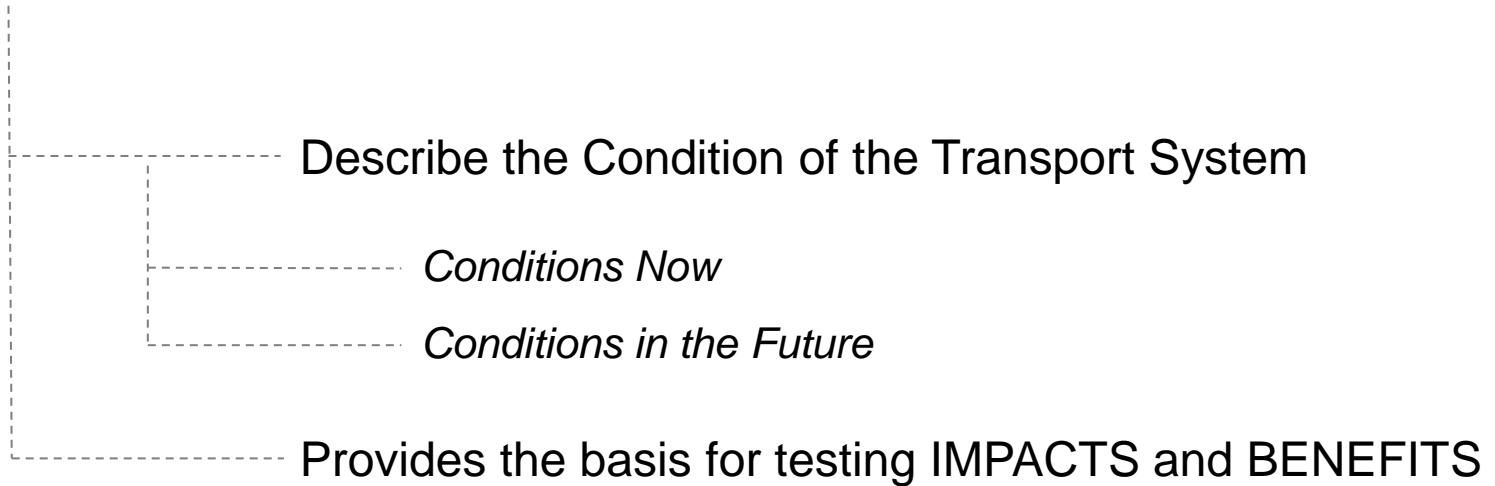 Describe the Condition of the Transport System
Conditions Now
Conditions in the Future
Provides the basis for testing IMPACTS and BENEFITS